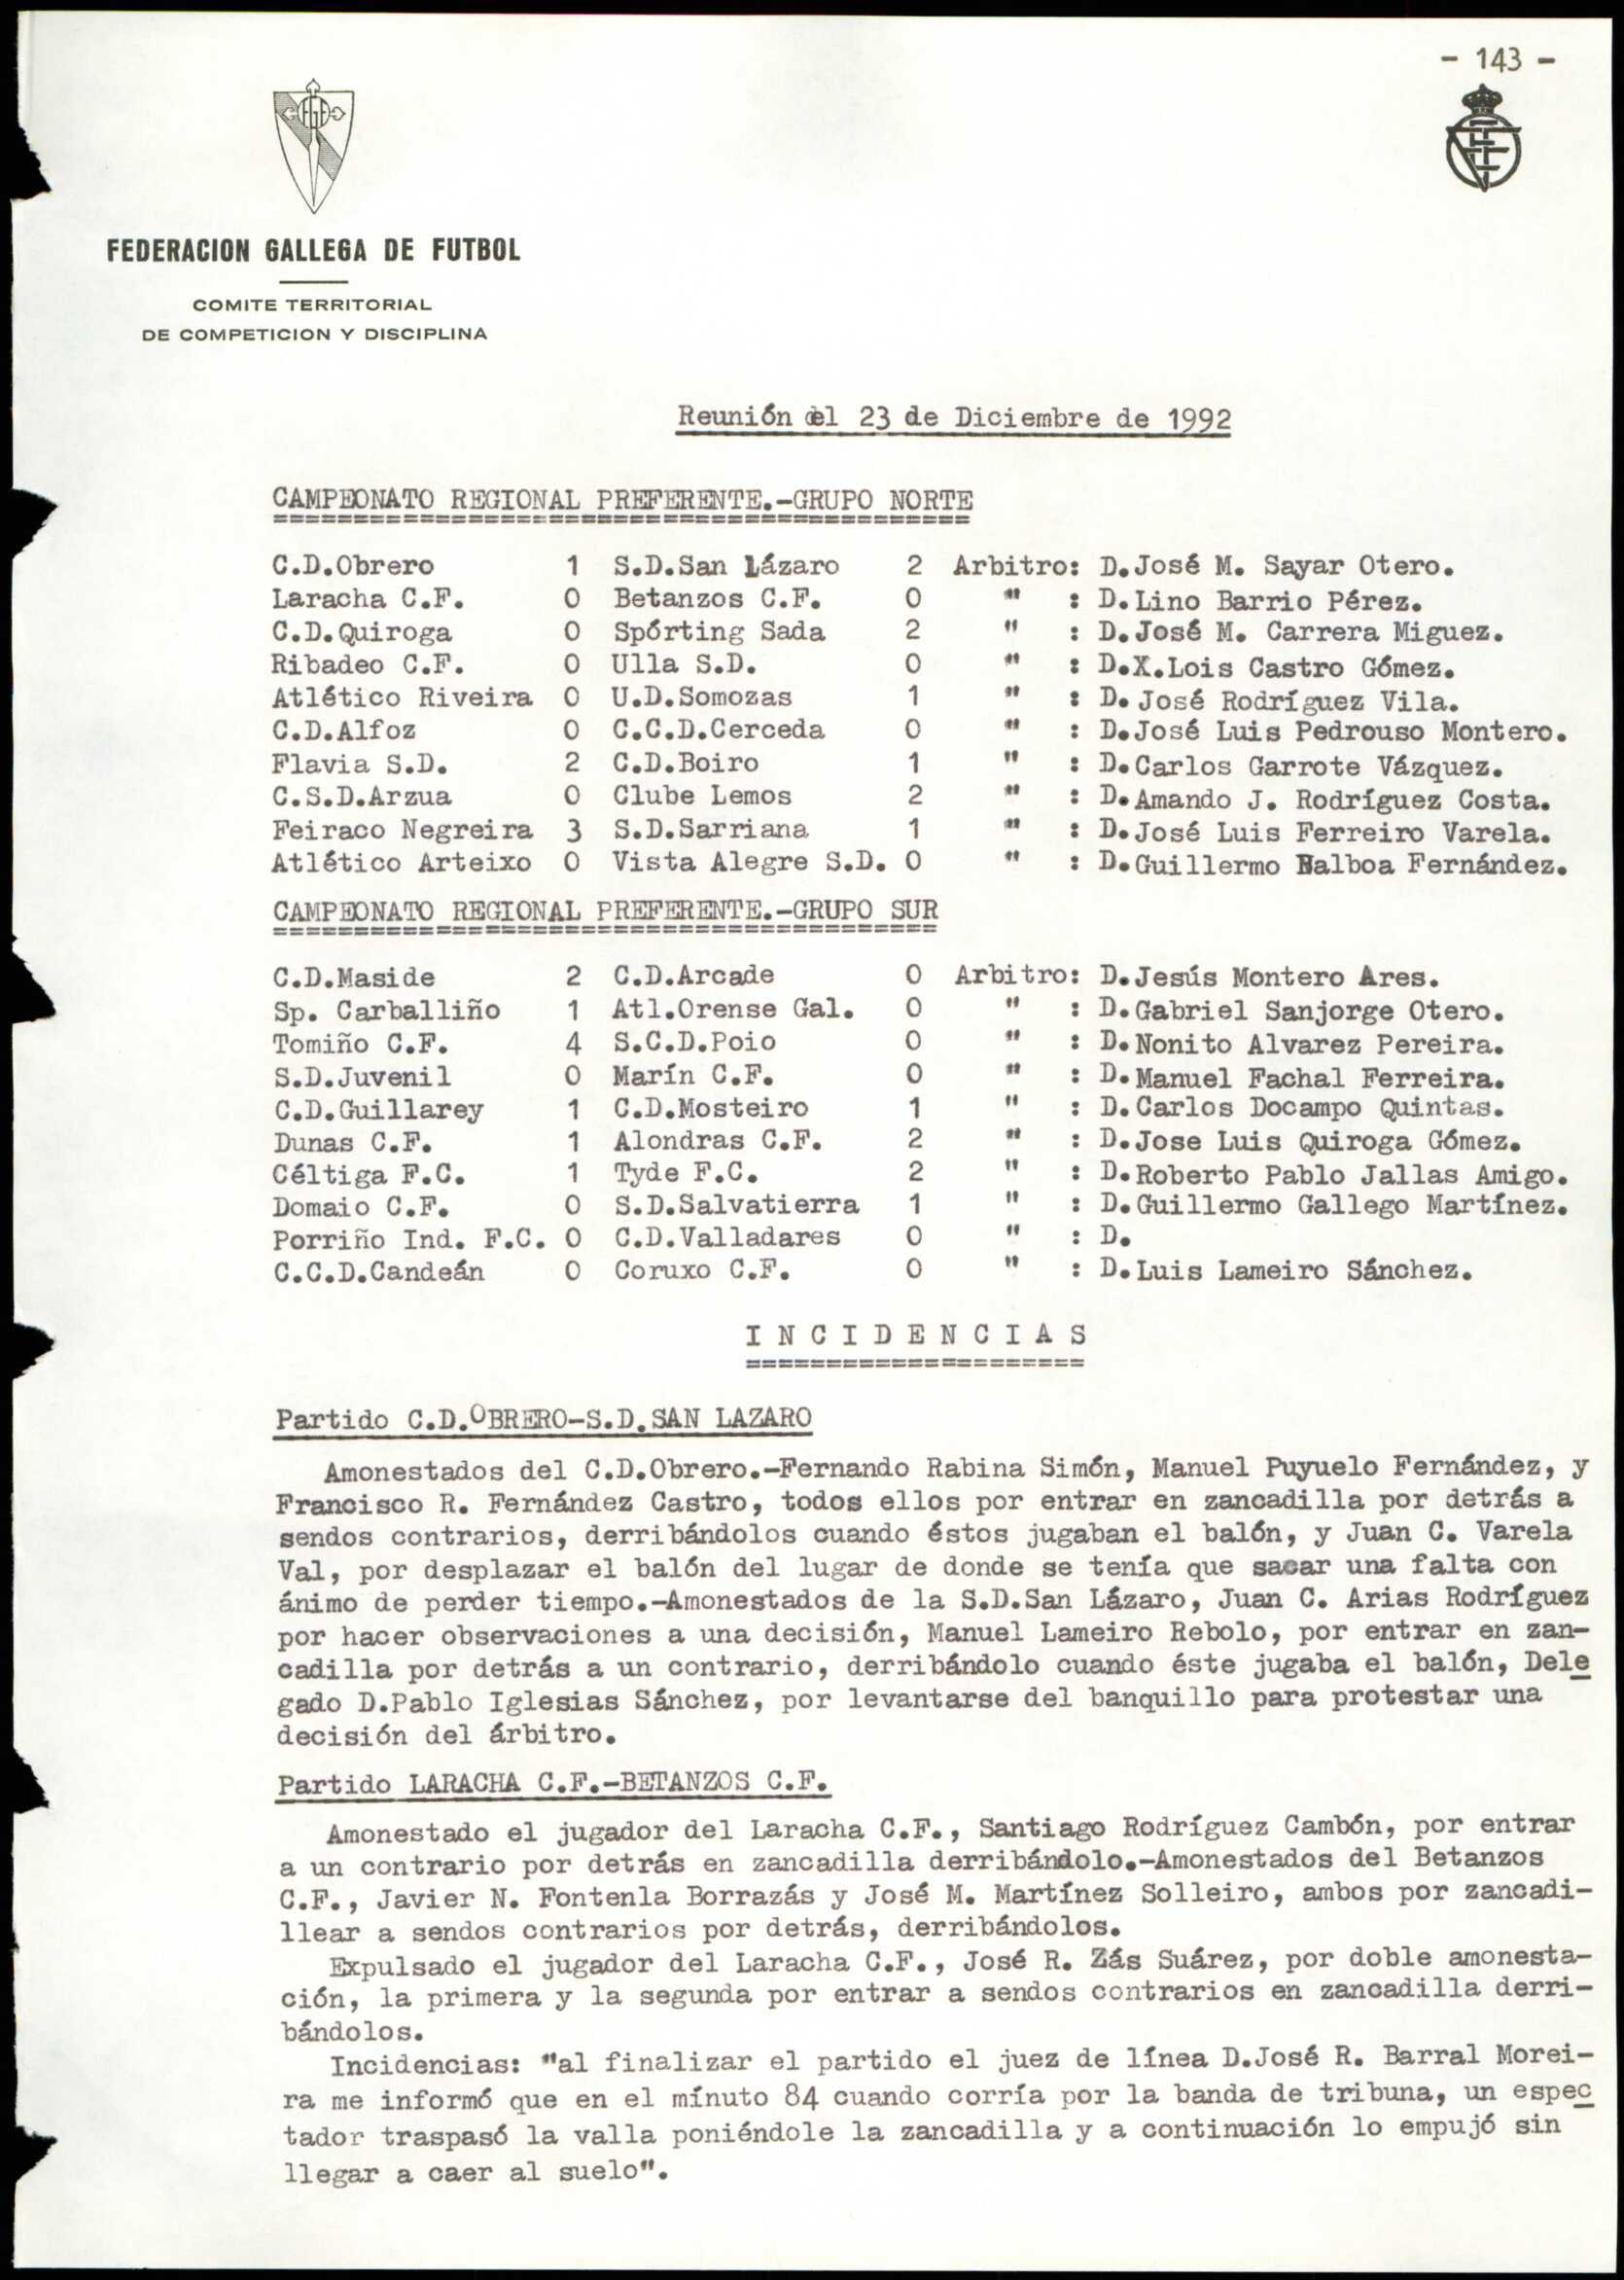 - 143 -
FGF
FEDERACION GALLEGA DE FUTBOL
COMITE TERRITORIAL
DE COMPETICION Y DISCIPLINA
Reunión del 23 de Diciembre de 1992
CAMPEONATO REGIONAL PREFERENTE.-GRUPO NORTE
===========================================
C.D.Obrero 1 S.D.San Lázaro 2 Arbitro: D.José M. Sayar Otero.
Laracha C.F. 0 Betanzos C.F. 0 " : D.Lino Barrio Pérez.
C.D.Quiroga 0 Spórting Sada 2 " : D.José M. Carrera Miguez.
Ribadeo C.F. 0 Ulla S.D. 0 " : D.X.Lois Castro Gómez.
Atlético Riveira 0 U.D.Somozas 1 " : D.José Rodríguez Vila.
C.D.Alfoz 0 C.C.D.Cerceda 0 " : D.José Luis Pedrouso Montero.
Flavia S.D. 2 C.D.Boiro 1 " : D.Carlos Garrote Vázquez.
C.S.D.Arzua 0 Clube Lemos 2 " : D.Amando J. Rodríguez Costa.
Feiraco Negreira 3 S.D.Sarriana 1 " : D.José Luis Ferreiro Varela.
Atlético Arteixo 0 Vista Alegre S.D. 0 " : D.Guillermo Balboa Fernández.
CAMPEONATO REGIONAL PREFERENTE.-GRUPO SUR
=========================================
C.D.Maside 2 C.D.Arcade 0 Arbitro: D.Jesús Montero Ares.
Sp. Carballiño 1 Atl.Orense Gal. 0 " : D.Gabriel Sanjorge Otero.
Tomiño C.F. 4 S.C.D.Poio 0 " : D.Nonito Alvarez Pereira.
S.D.Juvenil 0 Marín C.F. 0 " : D.Manuel Fachal Ferreira.
C.D.Guillarey 1 C.D.Mosteiro 1 " : D.Carlos Docampo Quintas.
Dunas C.F. 1 Alondras C.F. 2 " : D.Jose Luis Quiroga Gómez.
Céltiga F.C. 1 Tyde F.C. 2 " : D.Roberto Pablo Jallas Amigo.
Domaio C.F. 0 S.D.Salvatierra 1 " : D.Guillermo Gallego Martínez.
Porriño Ind. F.C. 0 C.D.Valladares 0 " : D.
C.C.D.Candeán 0 Coruxo C.F. 0 " : D.Luis Lameiro Sánchez.
I N C I D E N C I A S
=====================
Partido C.D.OBRERO-S.D.SAN LAZARO
Amonestados del C.D.Obrero.-Fernando Rabina Simón, Manuel Puyuelo Fernández, y
Francisco R. Fernández Castro, todos ellos por entrar en zancadilla por detrás a
sendos contrarios, derribándolos cuando éstos jugaban el balón, y Juan C. Varela
Val, por desplazar el balón del lugar de donde se tenía que sacar una falta con
ánimo de perder tiempo.-Amonestados de la S.D.San Lázaro, Juan C. Arias Rodríguez
por hacer observaciones a una decisión, Manuel Lameiro Rebolo, por entrar en zan-
cadilla por detrás a un contrario, derribándolo cuando éste jugaba el balón, Dele
gado D.Pablo Iglesias Sánchez, por levantarse del banquillo para protestar una
decisión del árbitro.
Partido LARACHA C.F.-BETANZOS C.F.
Amonestado el jugador del Laracha C.F., Santiago Rodríguez Cambón, por entrar
a un contrario por detrás en zancadilla derribándolo.-Amonestados del Betanzos
C.F., Javier N. Fontenla Borrazás y José M. Martínez Solleiro, ambos por zancadi-
llear a sendos contrarios por detrás, derribándolos.
Expulsado el jugador del Laracha C.F., José R. Zás Suárez, por doble amonesta-
ción, la primera y la segunda por entrar a sendos contrarios en zancadilla derri-
bándolos.
Incidencias: "al finalizar el partido el juez de línea D.José R. Barral Morei-
ra me informó que en el mínuto 84 cuando corría por la banda de tribuna, un espec
tador traspasó la valla poniéndole la zancadilla y a continuación lo empujó sin
llegar a caer al suelo".